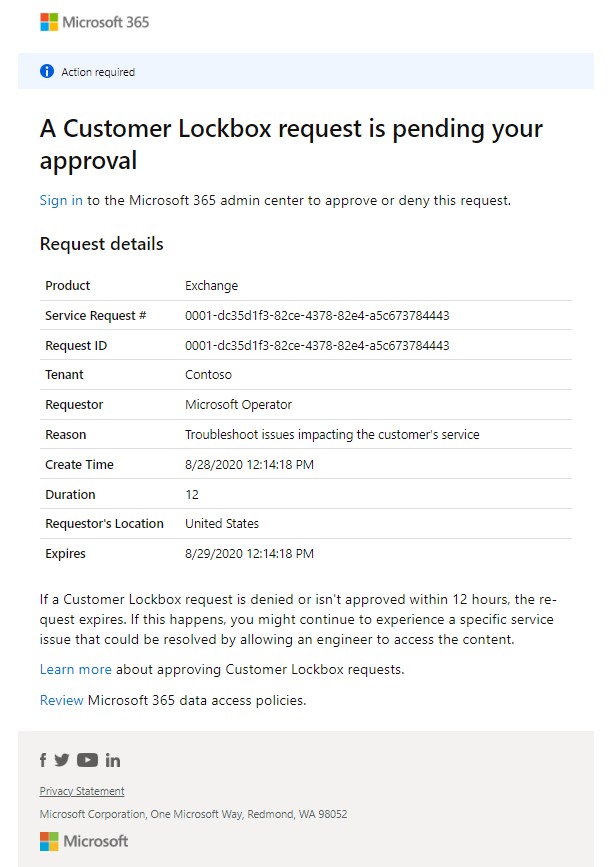 Microsoft 365
Action required
A Customer Lockbox request is pending your
approval
Sign in to the Microsoft 365 admin center to approve or deny this request.
Request details
Product Exchange
Service Request # 0001-dc35d1f3-82ce-4378-82e4-a5c673784443
Request ID 0001-dc35d1f3-82ce-4378-82e4-a5c673784443
Tenant Contoso
Requestor Microsoft Operator
Reason Troubleshoot issues impacting the customer's service
Create Time 8/28/2020 12:14:18 PM
Duration 12
Requestor's Location United States
Expires 8/29/2020 12:14:18 PM
If a Customer Lockbox request is denied or isn't approved within 12 hours, the re-
quest expires. If this happens, you might continue to experience a specific service
issue that could be resolved by allowing an engineer to access the content.
Learn more about approving Customer Lockbox requests.
Review Microsoft 365 data access policies.
Privacy Statement
Microsoft Corporation, One Microsoft Way, Redmond, WA 98052
Microsoft